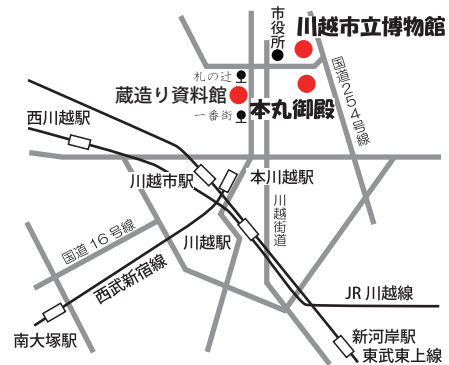 市役所
川越市立博物館
札の辻
国道254号線
蔵造り資料館
本丸御殿
一番街
西川越駅
川越市駅
本川越駅
川越街道
国道16号線
川越駅
西武新宿線
JR川越線
南大塚駅
新河岸駅
東武東上線